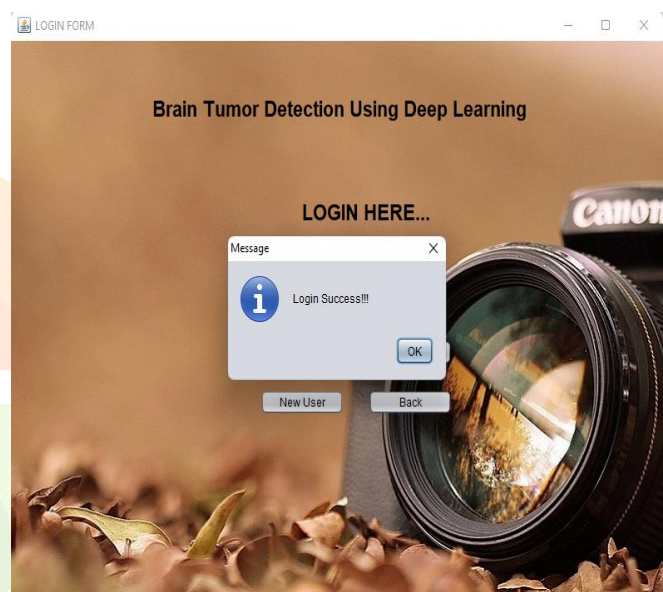 LOGIN FORM
Brain Tumor Detection Using Deep Learning
LOGIN HERE...
Canon
Message
Login Success!!!
OK
New User
Back